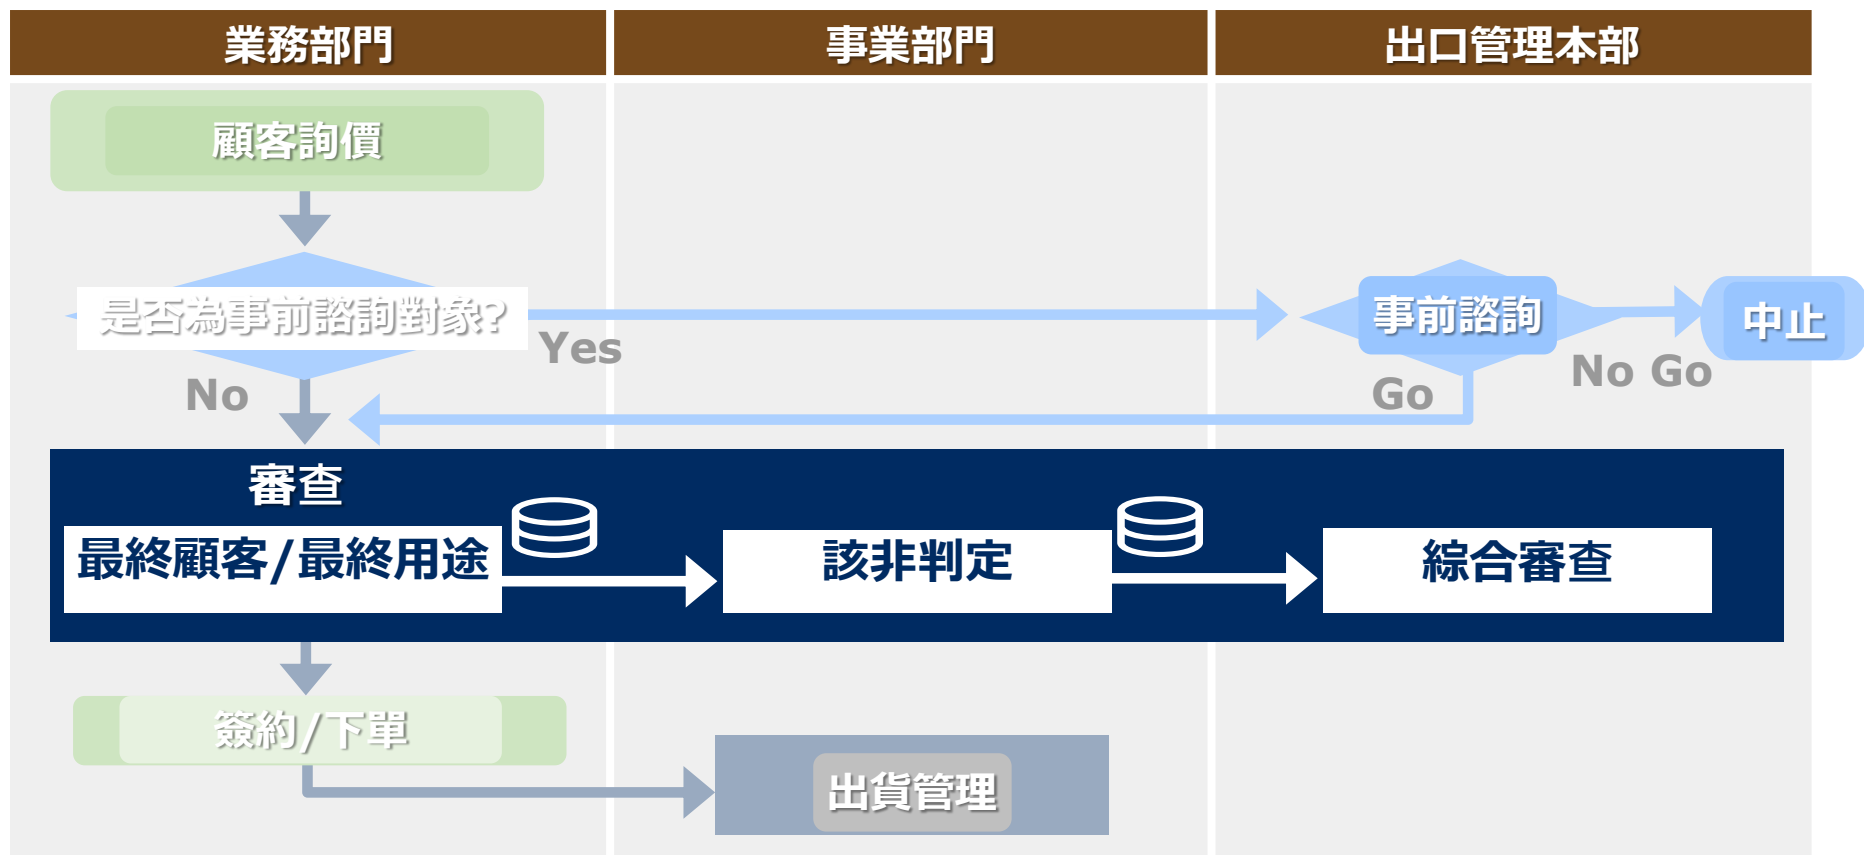 業務部門
事業部門
出口管理本部
顧客詢價
是否為事前諮詢對象?
Yes
No
事前諮詢
Go
No Go
中止
審查
最終顧客/最終用途
該非判定
綜合審查
簽約/下單
出貨管理